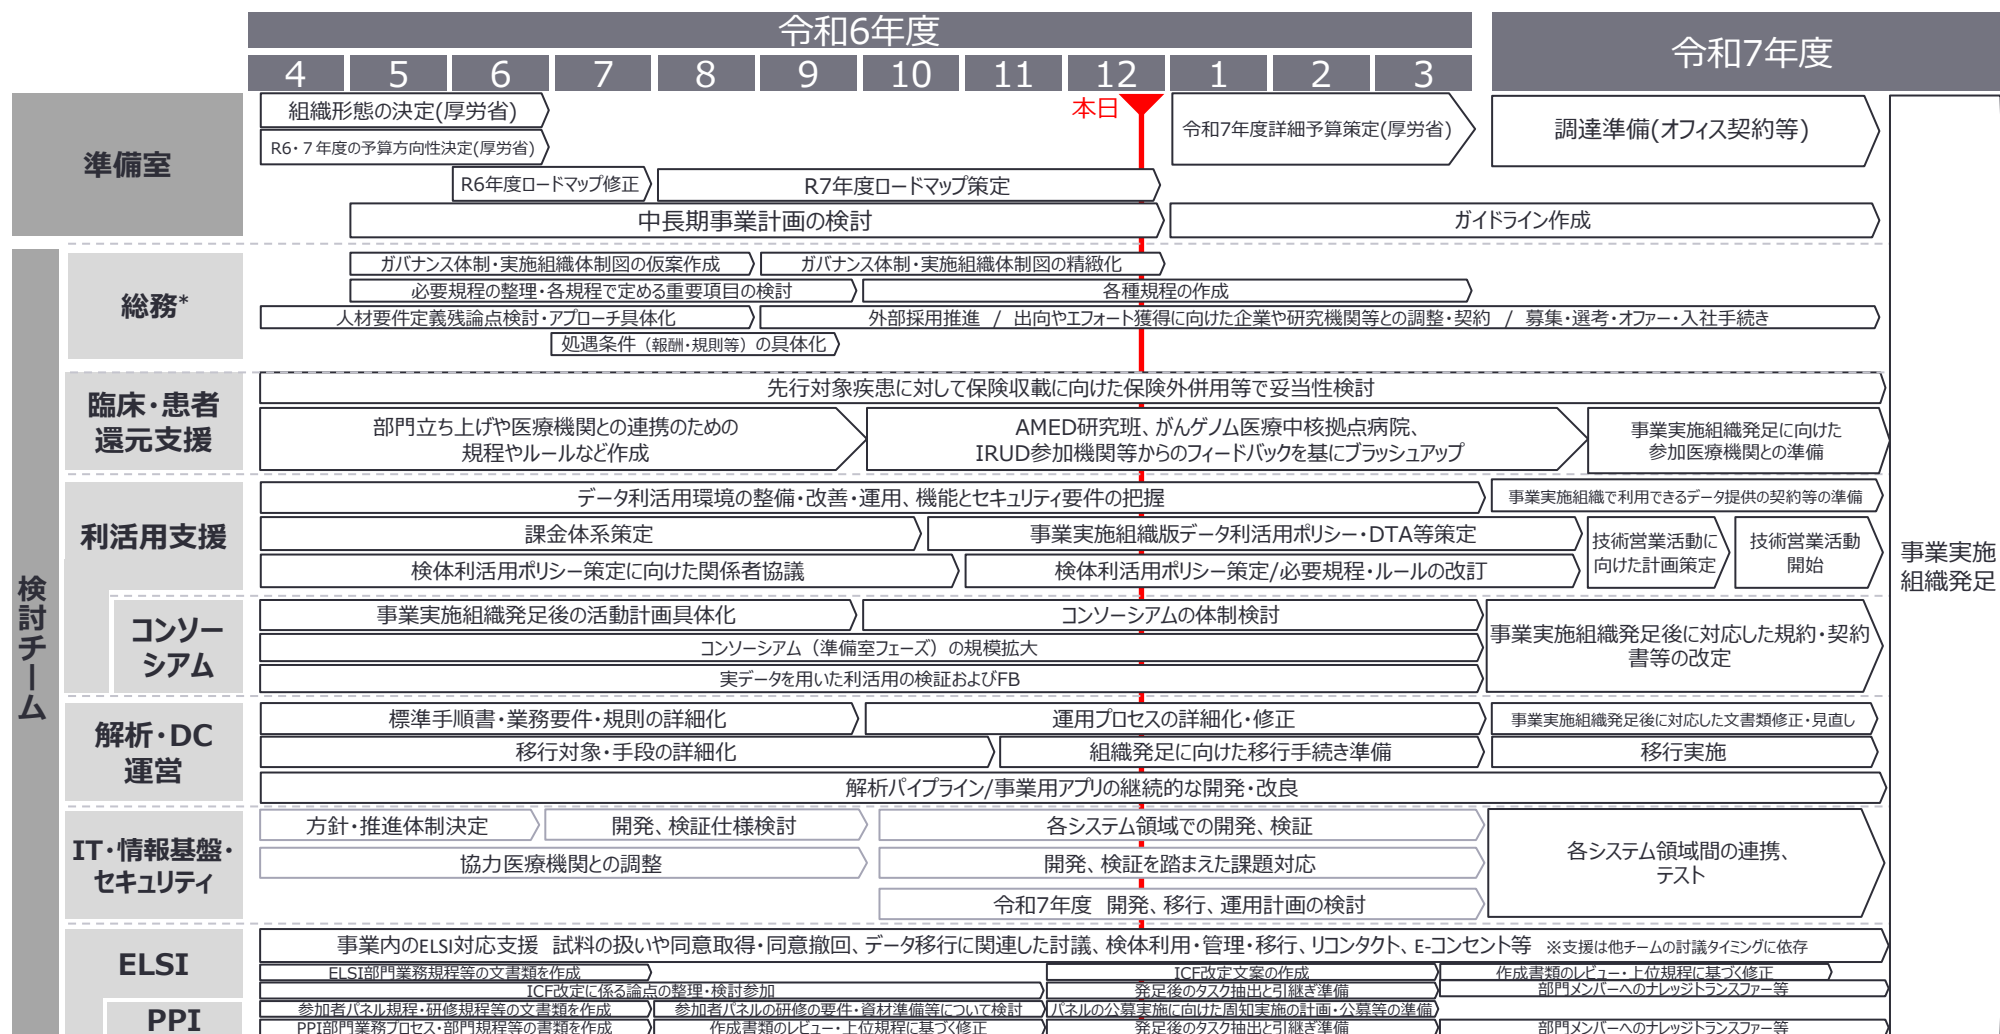 令和6年度
令和7年度
4 5 6 7 8 9 10 11 12 1 2 3
本日
準備室
組織形態の決定(厚労省)
R6・７年度の予算方向性決定(厚労省)
令和7年度詳細予算策定(厚労省)
調達準備(オフィス契約等)
R6年度ロードマップ修正
R7年度ロードマップ策定
中長期事業計画の検討
ガイドライン作成
検討チーム
総務*
ガバナンス体制・実施組織体制図の仮案作成
ガバナンス体制・実施組織体制図の精緻化
必要規程の整理・各規程で定める重要項目の検討
各種規程の作成
人材要件定義残論点検討・アプローチ具体化
外部採用推進 / 出向やエフォート獲得に向けた企業や研究機関等との調整・契約 / 募集・選考・オファー・入社手続き
処遇条件（報酬・規則等）の具体化
臨床・患者
還元支援
先行対象疾患に対して保険収載に向けた保険外併用等で妥当性検討
部門立ち上げや医療機関との連携のための
規程やルールなど作成
AMED研究班、がんゲノム医療中核拠点病院、
IRUD参加機関等からのフィードバックを基にブラッシュアップ
事業実施組織発足に向けた
参加医療機関との準備
利活用支援
データ利活用環境の整備・改善・運用、機能とセキュリティ要件の把握
事業実施組織で利用できるデータ提供の契約等の準備
課金体系策定
事業実施組織版データ利活用ポリシー・DTA等策定
技術営業活動に
向けた計画策定
技術営業活動
開始
検体利活用ポリシー策定に向けた関係者協議
検体利活用ポリシー策定/必要規程・ルールの改訂
事業実施
組織発足
コンソー
シアム
事業実施組織発足後の活動計画具体化
コンソーシアムの体制検討
事業実施組織発足後に対応した規約・契約
書等の改定
コンソーシアム（準備室フェーズ）の規模拡大
実データを用いた利活用の検証およびFB
解析・DC
運営
標準手順書・業務要件・規則の詳細化
運用プロセスの詳細化・修正
事業実施組織発足後に対応した文書類修正・見直し
移行対象・手段の詳細化
組織発足に向けた移行手続き準備
移行実施
解析パイプライン/事業用アプリの継続的な開発・改良
IT・情報基盤・
セキュリティ
方針・推進体制決定
開発、検証仕様検討
各システム領域での開発、検証
各システム領域間の連携、
テスト
協力医療機関との調整
開発、検証を踏まえた課題対応
令和7年度 開発、移行、運用計画の検討
ELSI
事業内のELSI対応支援 試料の扱いや同意取得・同意撤回、データ移行に関連した討議、検体利用・管理・移行、リコンタクト、E-コンセント等 ※支援は他チームの討議タイミングに依存
ELSI部門業務規程等の文書類を作成
ICF改定文案の作成
作成書類のレビュー・上位規程に基づく修正
ICF改定に係る論点の整理・検討参加
発足後のタスク抽出と引継ぎ準備
部門メンバーへのナレッジトランスファー等
PPI
参加者パネル規程・研修規程等の文書類を作成
参加者パネルの研修の要件・資材準備等について検討
パネルの公募実施に向けた周知実施の計画・公募等の準備
PPI部門業務プロセス・部門規程等の書類を作成
作成書類のレビュー・上位規程に基づく修正
発足後のタスク抽出と引継ぎ準備
部門メンバーへのナレッジトランスファー等